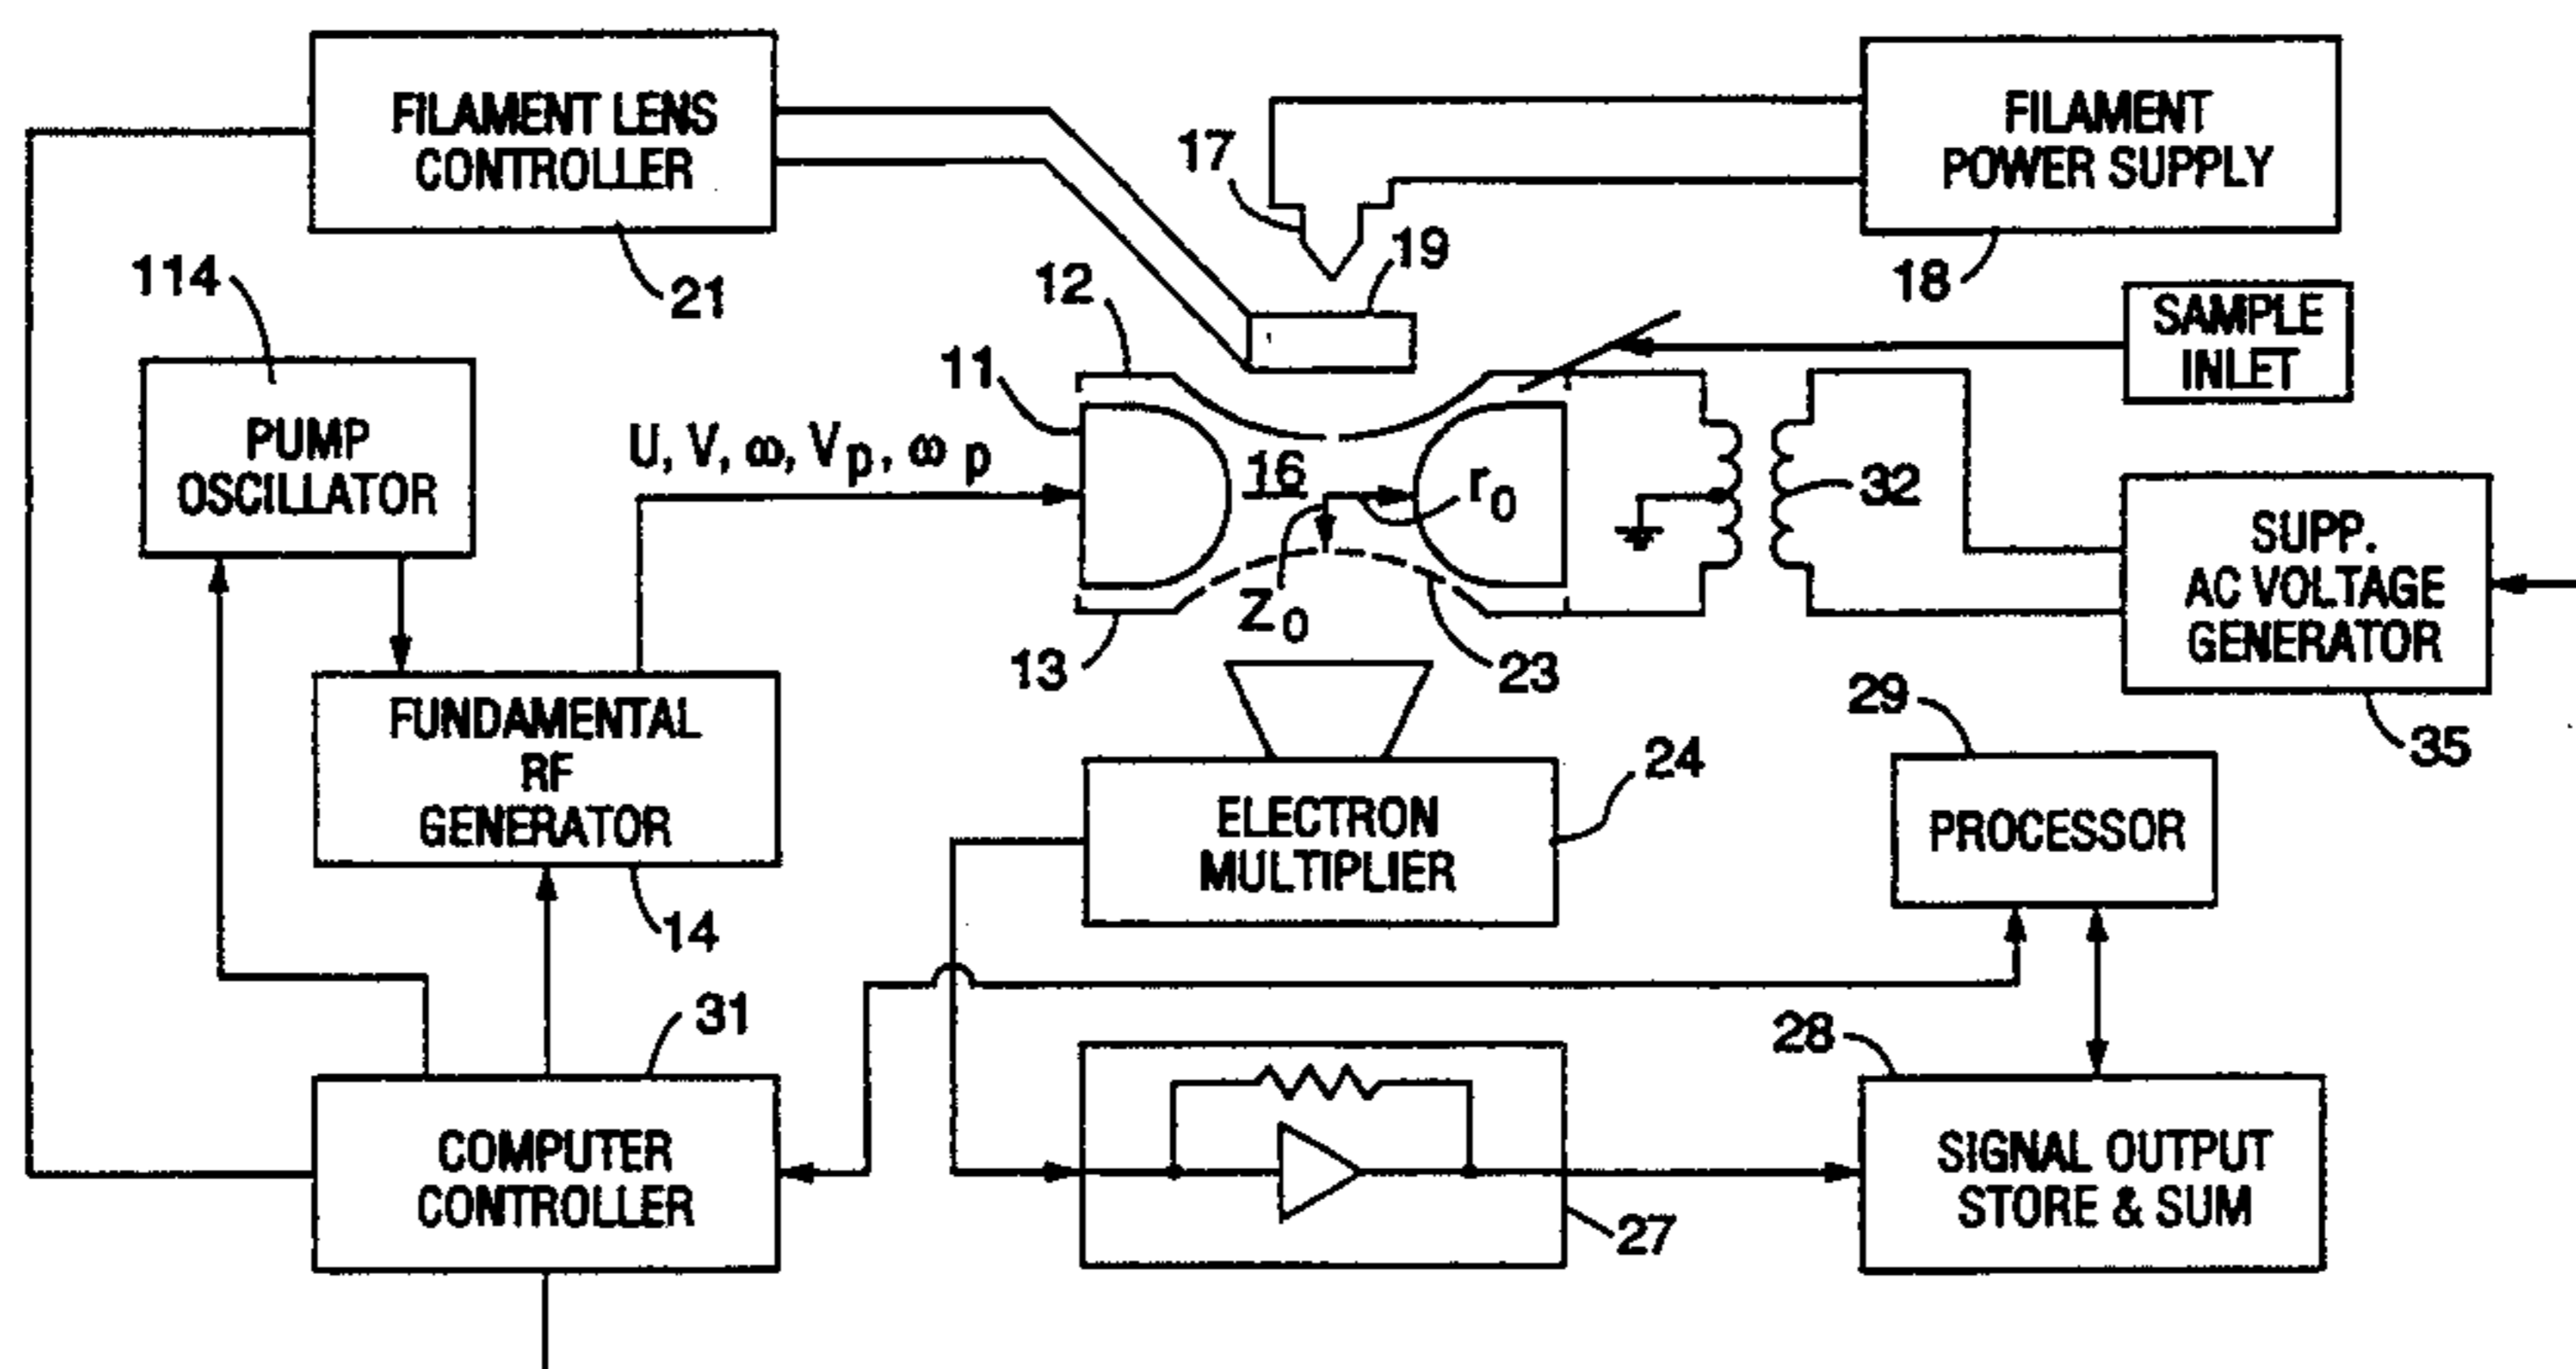 FILAMENT LENS
CONTROLLER
21
FILAMENT
POWER SUPPLY
18
17
19
114
PUMP
OSCILLATOR
12
11
SAMPLE
INLET
U, V, ω, Vp, ωp
16
r0
Z0
32
13
23
SUPP.
AC VOLTAGE
GENERATOR
35
FUNDAMENTAL
RF
GENERATOR
14
ELECTRON
MULTIPLIER
24
29
PROCESSOR
31
COMPUTER
CONTROLLER
27
28
SIGNAL OUTPUT
STORE & SUM